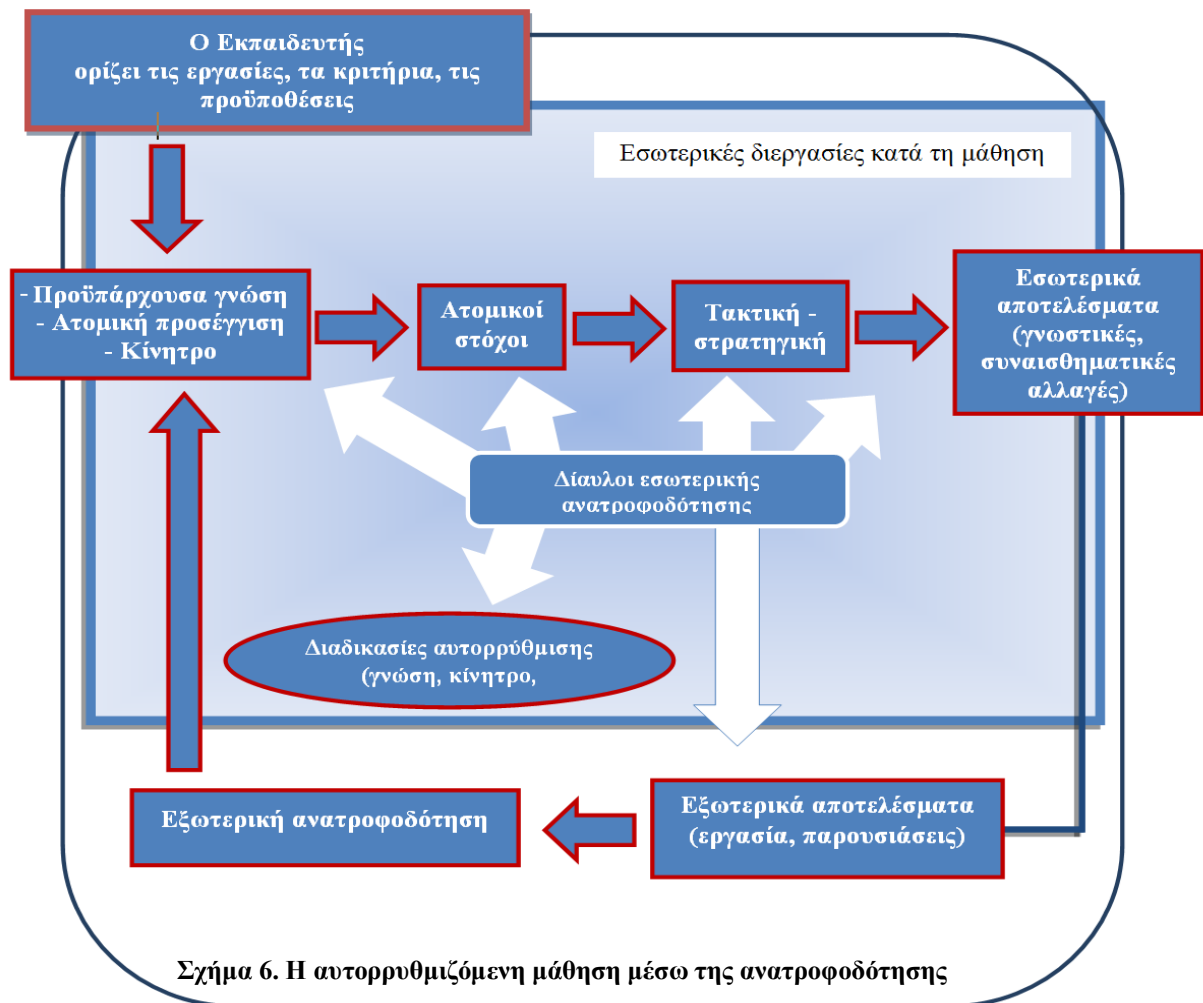 Ο Εκπαιδευτής
ορίζει τις εργασίες, τα κριτήρια, τις
προϋποθέσεις
Εσωτερικές διεργασίες κατά τη μάθηση
- Προϋπάρχουσα γνώση
- Ατομική προσέγγιση
- Κίνητρο
Ατομικοί
στόχοι
Τακτική -
στρατηγική
Εσωτερικά
αποτελέσματα
(γνωστικές,
συναισθηματικές
αλλαγές)
Δίαυλοι εσωτερικής
ανατροφοδότησης
Διαδικασίες αυτορρύθμισης
(γνώση, κίνητρο,
Εξωτερική ανατροφοδότηση
Εξωτερικά αποτελέσματα
(εργασία, παρουσιάσεις)
Σχήμα 6. Η αυτορρυθμιζόμενη μάθηση μέσω της ανατροφοδότησης